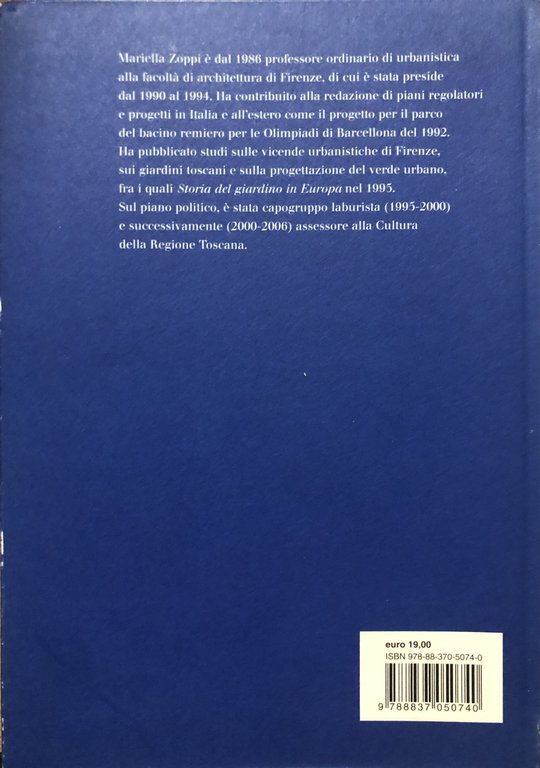 Mariella Zoppi è dal 1986 professore ordinario di urbanistica
alla facoltà di architettura di Firenze, di cui è stata preside
dal 1990 al 1994. Ha contribuito alla redazione di piani regolatori
e progetti in Italia e all'estero come il progetto per il parco
del bacino remiero per le Olimpiadi di Barcellona del 1992.
Ha pubblicato studi sulle vicende urbanistiche di Firenze,
sui giardini toscani e sulla progettazione del verde urbano,
fra i quali Storia del giardino in Europa nel 1995.
Sul piano politico, è stata capogruppo laburista (1995-2000)
e successivamente (2000-2006) assessore alla Cultura
della Regione Toscana.
euro 19,00
ISBN 978-88-370-5074-0
9 788837 050740